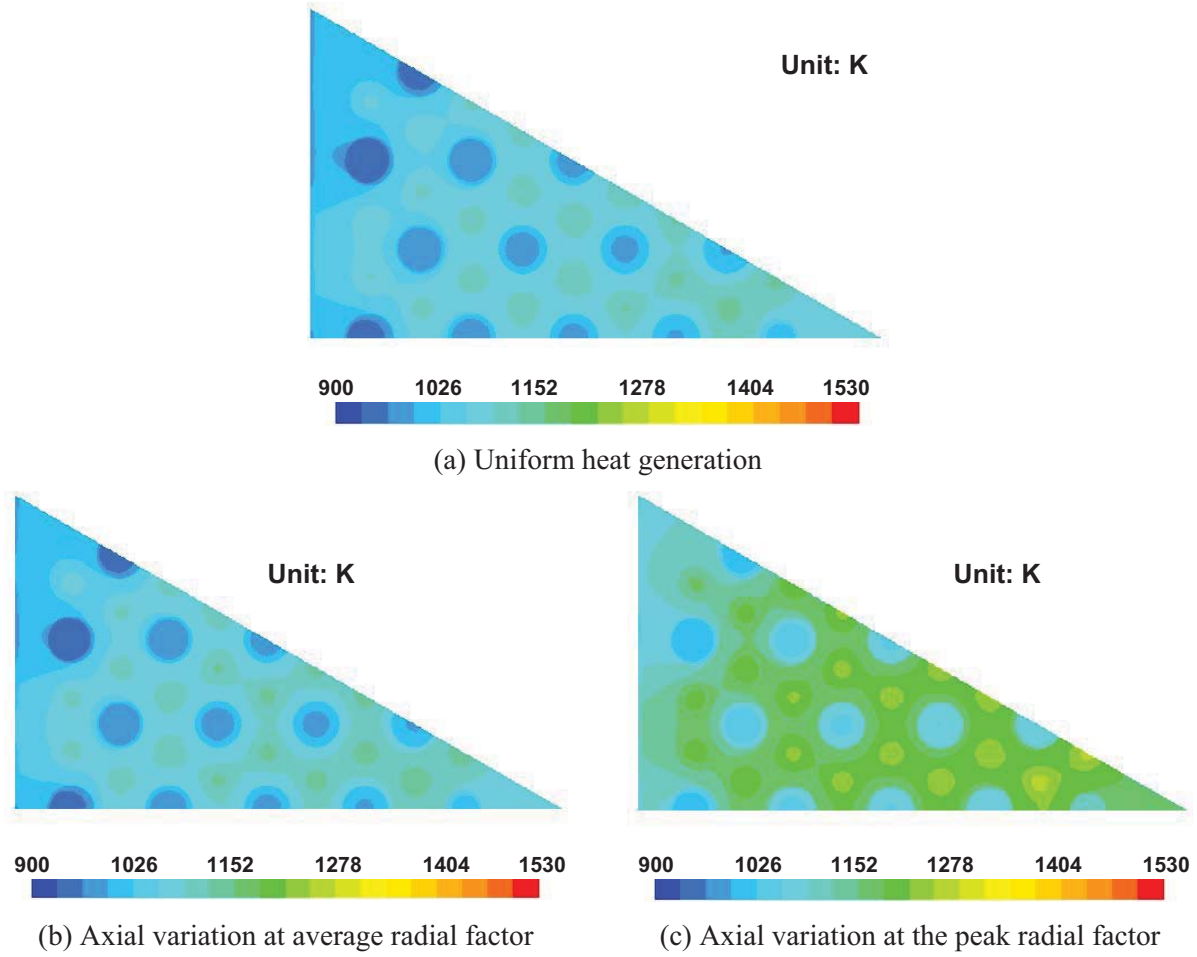 Unit: K
900 1026 1152 1278 1404 1530
(a) Uniform heat generation
Unit: K
900 1026 1152 1278 1404 1530
(b) Axial variation at average radial factor
Unit: K
900 1026 1152 1278 1404 1530
(c) Axial variation at the peak radial factor